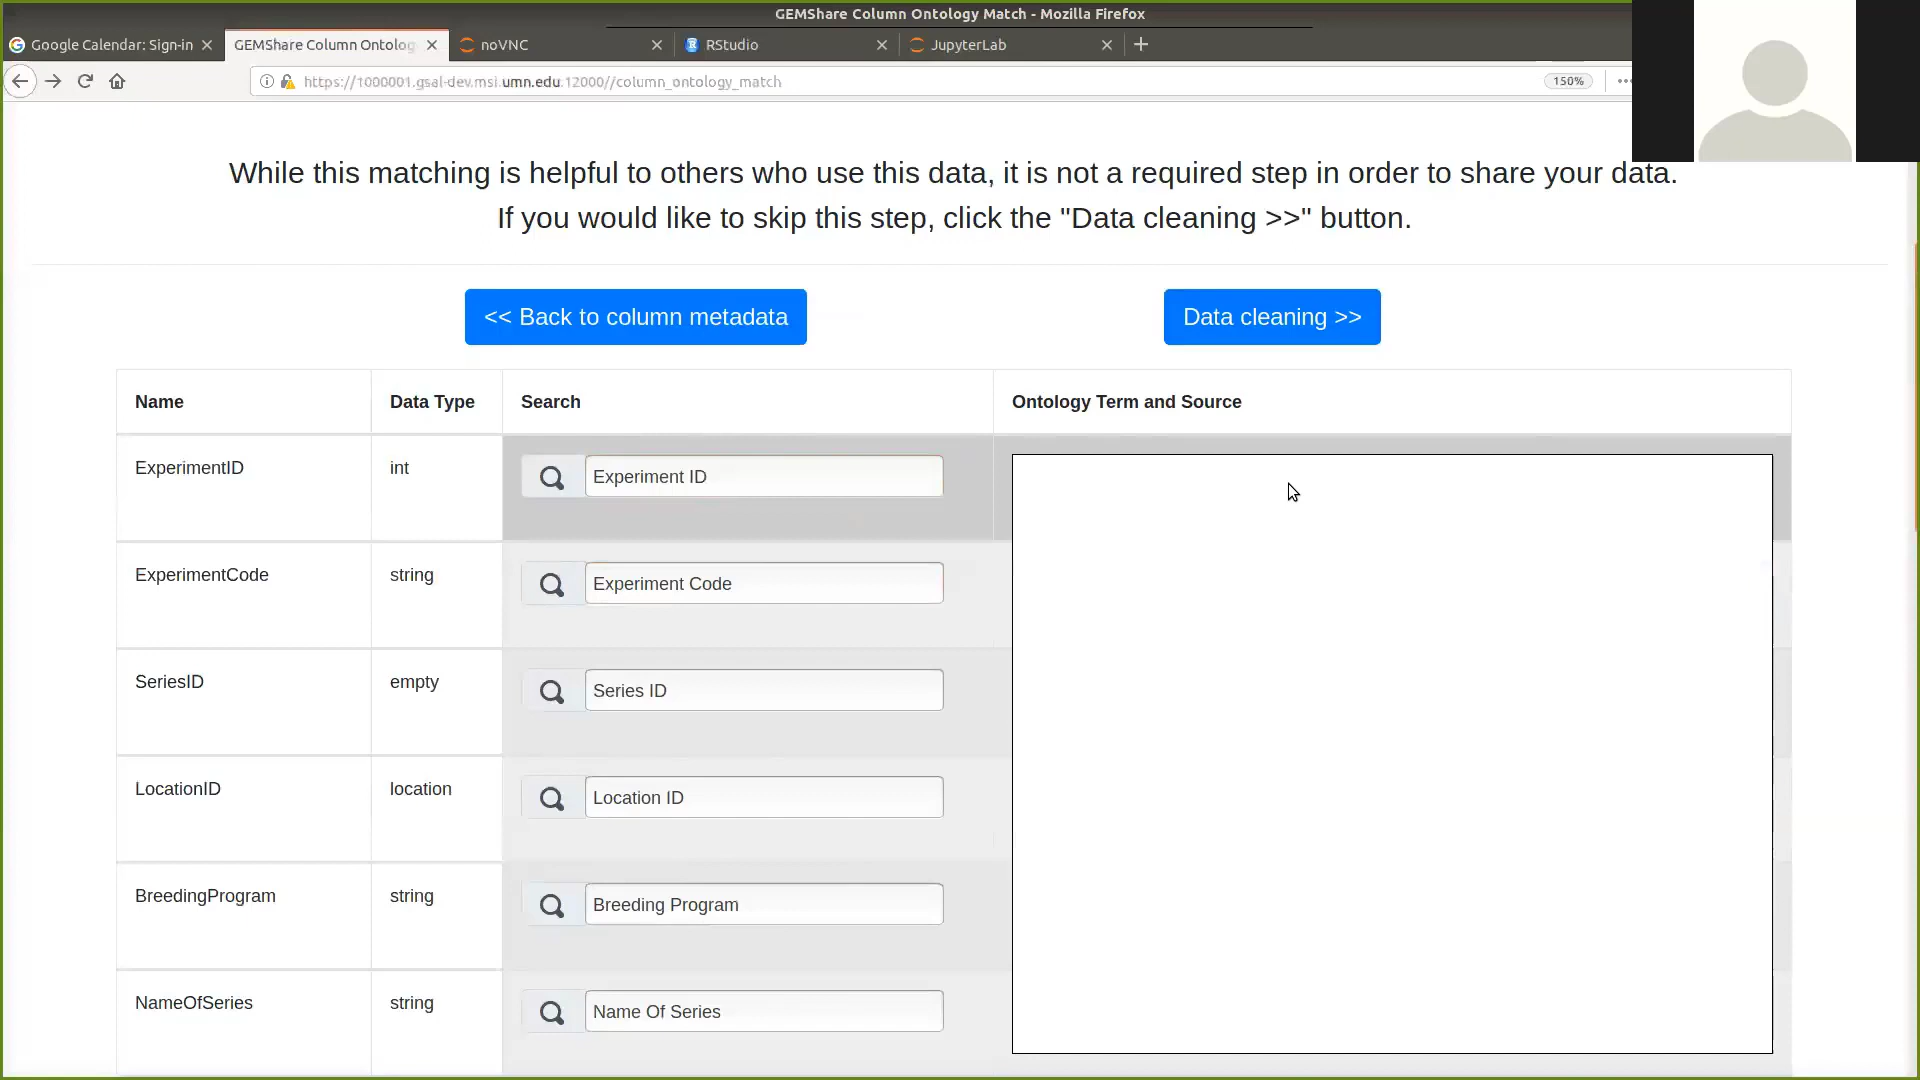 GEMShare Column Ontology Match - Mozilla Firefox
Google Calendar: Sign-in
GEMShare Column Ontolog
noVNC
RStudio
JupyterLab
https://1000001.gsal-dev.msi.umn.edu:12000//column_ontology_match
150%
While this matching is helpful to others who use this data, it is not a required step in order to share your data.
If you would like to skip this step, click the "Data cleaning >>" button.
<< Back to column metadata
Data cleaning >>
Name Data Type Search Ontology Term and Source
ExperimentID int Experiment ID
ExperimentCode string Experiment Code
SeriesID empty Series ID
LocationID location Location ID
BreedingProgram string Breeding Program
NameOfSeries string Name Of Series